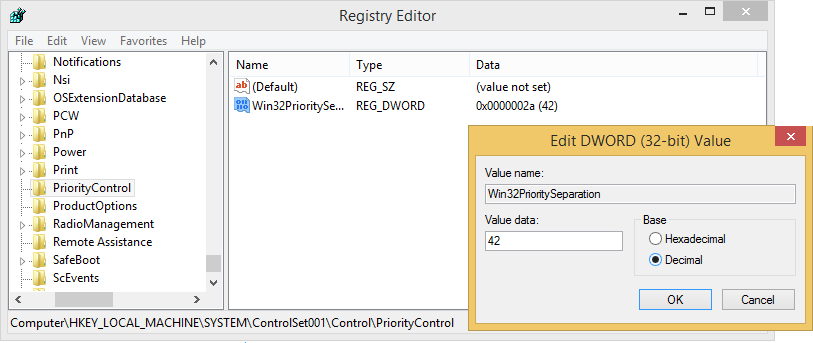 Registry Editor
File Edit View Favorites Help
Notifications
Nsi
OSExtensionDatabase
PCW
PnP
Power
Print
PriorityControl
ProductOptions
RadioManagement
Remote Assistance
SafeBoot
ScEvents
Name Type Data
(Default) REG_SZ (value not set)
Win32PrioritySe... REG_DWORD 0x0000002a (42)
Computer\HKEY_LOCAL_MACHINE\SYSTEM\ControlSet001\Control\PriorityControl
Edit DWORD (32-bit) Value
Value name:
Win32PrioritySeparation
Value data:
42
Base
Hexadecimal
Decimal
OK Cancel